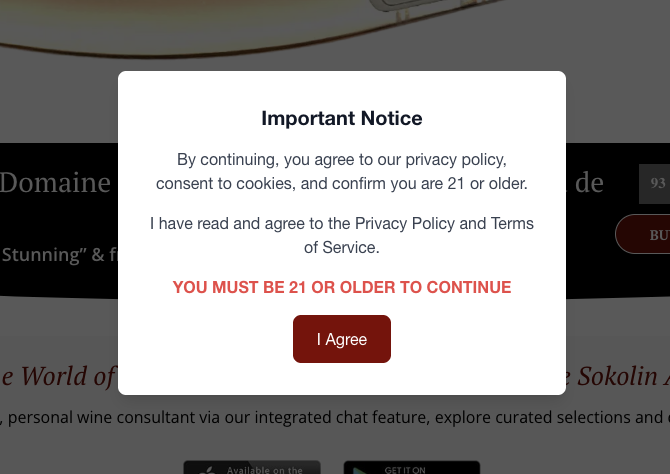 Important Notice
By continuing, you agree to our privacy policy,
consent to cookies, and confirm you are 21 or older.
Domaine de
93
I have read and agree to the Privacy Policy and Terms
of Service.
Stunning” &
YOU MUST BE 21 OR OLDER TO CONTINUE
I Agree
World of Sokolin
, personal wine consultant via our integrated chat feature, explore curated selections and
Available on the
GET IT ON